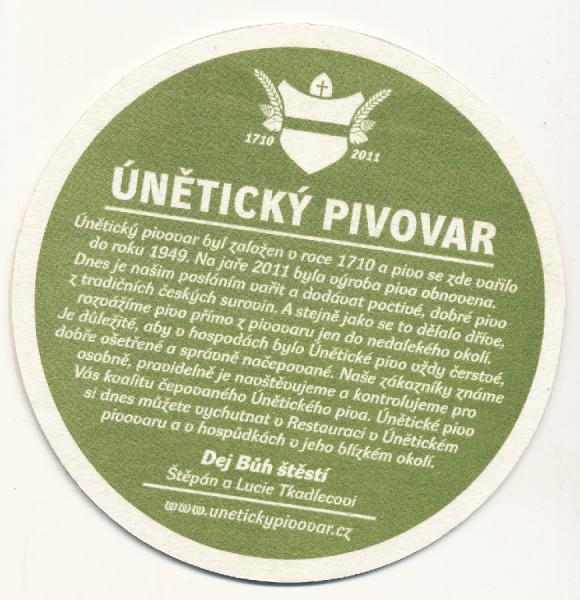 1710 2011
ÚNĚTICKÝ PIVOVAR
Únětický pivovar byl založen v roce 1710 a pivo se zde vařilo
do roku 1949. Na jaře 2011 byla výroba piva obnovena.
Dnes je našim posláním vařit a dodávat poctivé, dobré pivo
z tradičních českých surovin. A stejně jako se to dělalo dříve,
rozvážíme pivo přímo z pivovaru jen do nedalekého okolí.
Je důležité, aby v hospodách bylo Únětické pivo vždy čerstvé,
dobře ošetřené a správně načepované. Naše zákazníky známe
osobně, pravidelně je navštěvujeme a kontrolujeme pro
Vás kvalitu čepovaného Únětického piva. Únětické pivo
si dnes můžete vychutnat v Restauraci v Únětickém
pivovaru a v hospůdkách v jeho blízkém okolí.
Dej Bůh štěstí
Štěpán a Lucie Tkadlecovi
www.unetickypivovar.cz